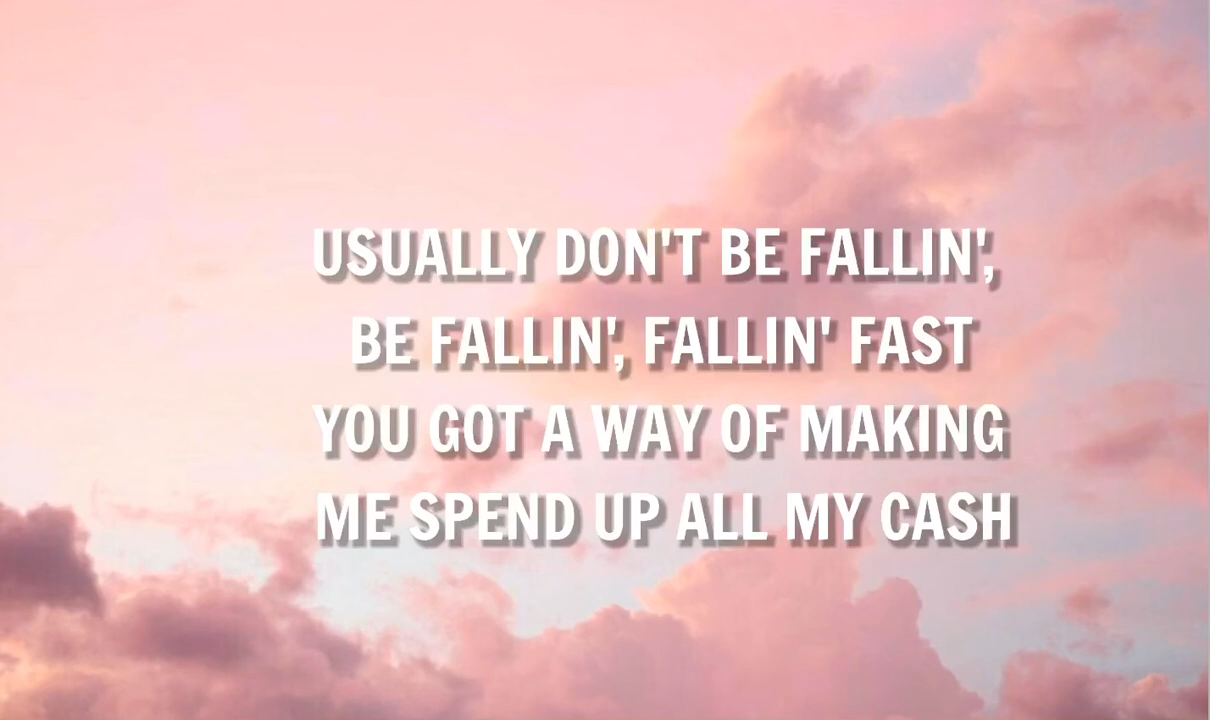 USUALLY DON'T BE FALLIN',
BE FALLIN', FALLIN' FAST
YOU GOT A WAY OF MAKING
ME SPEND UP ALL MY CASH